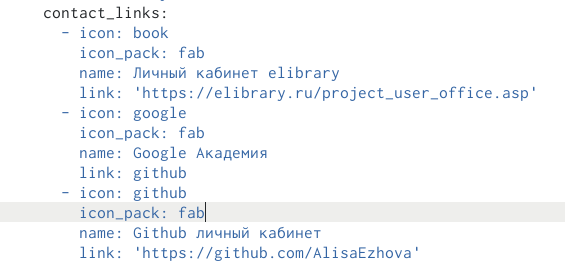 contact_links:
- icon: book
icon_pack: fab
name: Личный кабинет elibrary
link: 'https://elibrary.ru/project_user_office.asp'
- icon: google
icon_pack: fab
name: Google Академия
link: github
- icon: github
icon_pack: fab
name: Github личный кабинет
link: 'https://github.com/AlisaEzhova'